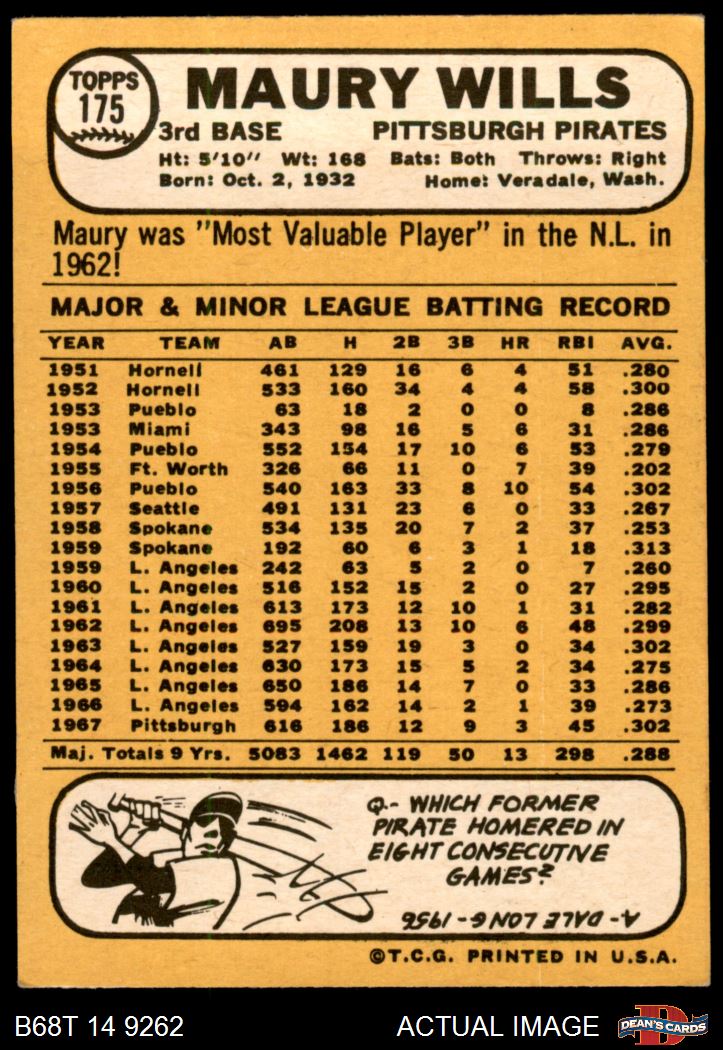 TOPPS
175
MAURY WILLS
3rd BASE PITTSBURGH PIRATES
Ht: 5'10" Wt: 168 Bats: Both Throws: Right
Born: Oct. 2, 1932 Home: Veradale, Wash.
Maury was "Most Valuable Player" in the N.L. in
1962!
MAJOR & MINOR LEAGUE BATTING RECORD
YEAR TEAM AB H 2B 3B HR RBI AVG.
1951 Hornell 461 129 16 6 4 51 .280
1952 Hornell 533 160 34 4 4 58 .300
1953 Pueblo 63 18 2 0 0 8 .286
1953 Miami 343 98 16 5 6 31 .286
1954 Pueblo 552 154 17 10 6 53 .279
1955 Ft. Worth 326 66 11 0 7 39 .202
1956 Pueblo 540 163 33 8 10 54 .302
1957 Seattle 491 131 23 6 0 33 .267
1958 Spokane 534 135 20 7 2 37 .253
1959 Spokane 192 60 6 3 1 18 .313
1959 L. Angeles 242 63 5 2 0 7 .260
1960 L. Angeles 516 152 15 2 0 27 .295
1961 L. Angeles 613 173 12 10 1 31 .282
1962 L. Angeles 695 208 13 10 6 48 .299
1963 L. Angeles 527 159 19 3 0 34 .302
1964 L. Angeles 630 173 15 5 2 34 .275
1965 L. Angeles 650 186 14 7 0 33 .286
1966 L. Angeles 594 162 14 2 1 39 .273
1967 Pittsburgh 616 186 12 9 3 45 .302
Maj. Totals 9 Yrs. 5083 1462 119 50 13 298 .288
Q.- WHICH FORMER
PIRATE HOMERED IN
EIGHT CONSECUTIVE
GAMES?
A- DALE LONG - 1956
©T.C.G. PRINTED IN U.S.A.
B68T 14 9262 ACTUAL IMAGE
D
DEAN'S CARDS